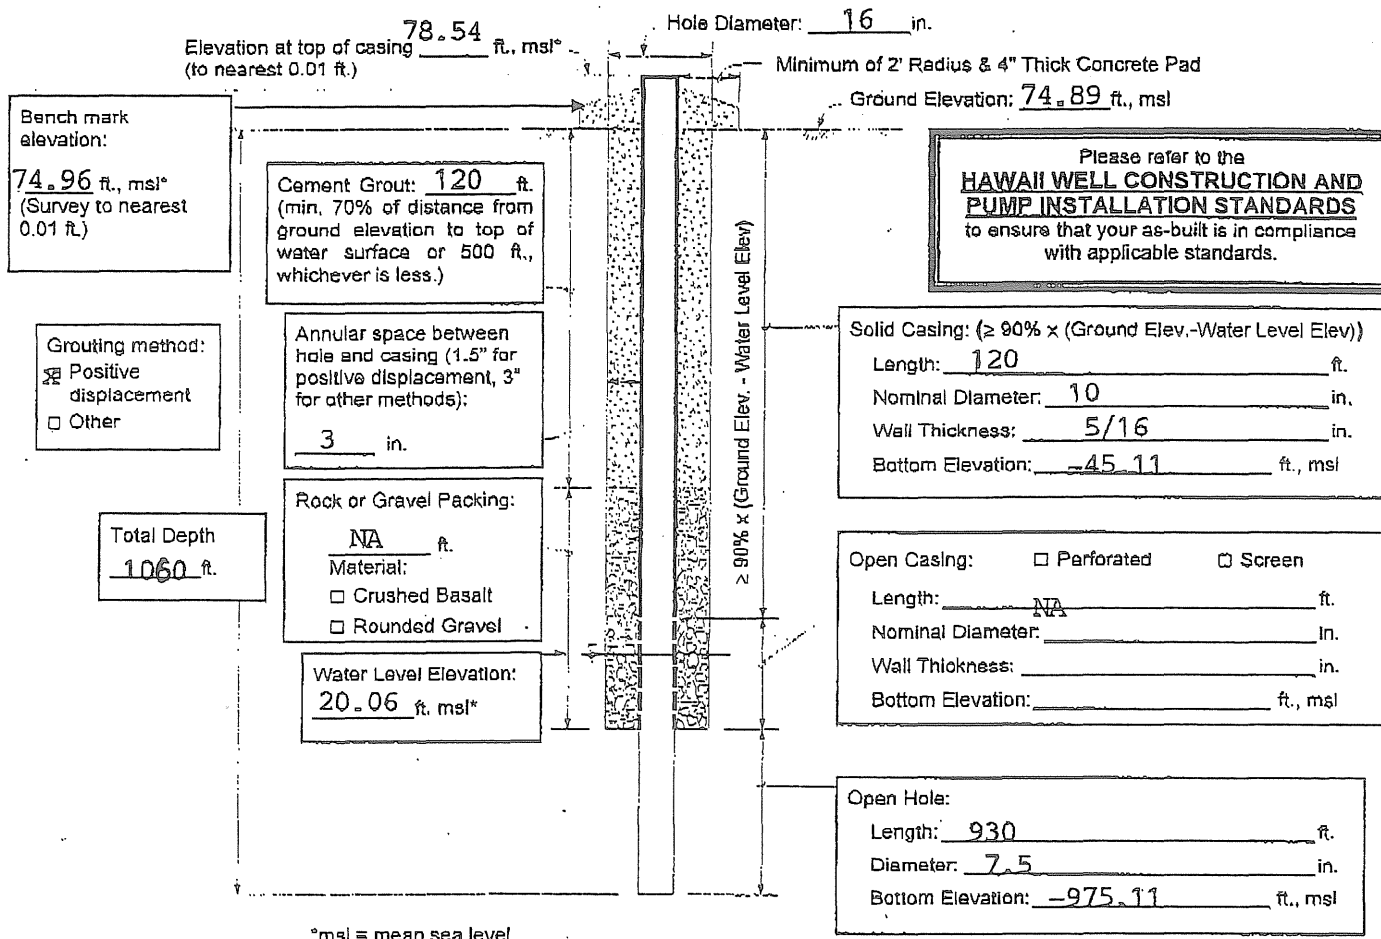 Elevation at top of casing 78.54 ft., msl*
(to nearest 0.01 ft.)
Hole Diameter: 16 in.
Minimum of 2' Radius & 4" Thick Concrete Pad
Ground Elevation: 74.89 ft., msl
Bench mark
elevation:
74.96 ft., msl*
(Survey to nearest
0.01 ft.)
Cement Grout: 120 ft.
(min. 70% of distance from
ground elevation to top of
water surface or 500 ft.,
whichever is less.)
Please refer to the
HAWAII WELL CONSTRUCTION AND
PUMP INSTALLATION STANDARDS
to ensure that your as-built is in compliance
with applicable standards.
Grouting method:
Positive
displacement
□ Other
Annular space between
hole and casing (1.5" for
positive displacement, 3"
for other methods):
3 in.
≥ 90% x (Ground Elev. - Water Level Elev)
Solid Casing: (≥ 90% x (Ground Elev.-Water Level Elev))
Length: 120 ft.
Nominal Diameter: 10 in.
Wall Thickness: 5/16 in.
Bottom Elevation: -45.11 ft., msl
Total Depth
1060 ft.
Rock or Gravel Packing:
NA ft.
Material:
□ Crushed Basalt
□ Rounded Gravel
Water Level Elevation:
20.06 ft. msl*
Open Casing: □ Perforated □ Screen
Length: NA ft.
Nominal Diameter: in.
Wall Thickness: in.
Bottom Elevation: ft., msl
Open Hole:
Length: 930 ft.
Diameter: 7.5 in.
Bottom Elevation: -975.11 ft., msl
*msl = mean sea level